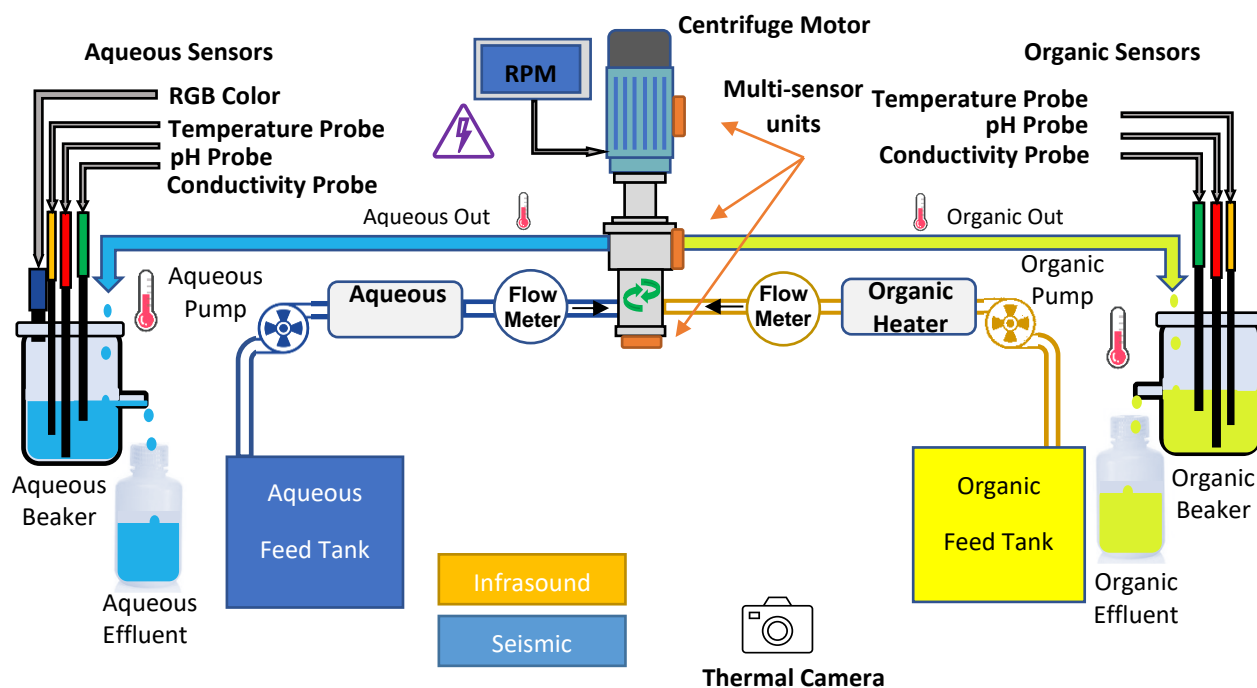 Centrifuge Motor
Aqueous Sensors
Organic Sensors
RPM
RGB Color
Temperature Probe
pH Probe
Conductivity Probe
Multi-sensor
units
Temperature Probe
pH Probe
Conductivity Probe
Aqueous Out
Organic Out
Aqueous
Pump
Aqueous
Flow
Meter
Flow
Meter
Organic
Heater
Organic
Pump
Aqueous
Beaker
Aqueous
Feed Tank
Organic
Feed Tank
Organic
Beaker
Aqueous
Effluent
Infrasound
Seismic
Organic
Effluent
Thermal Camera